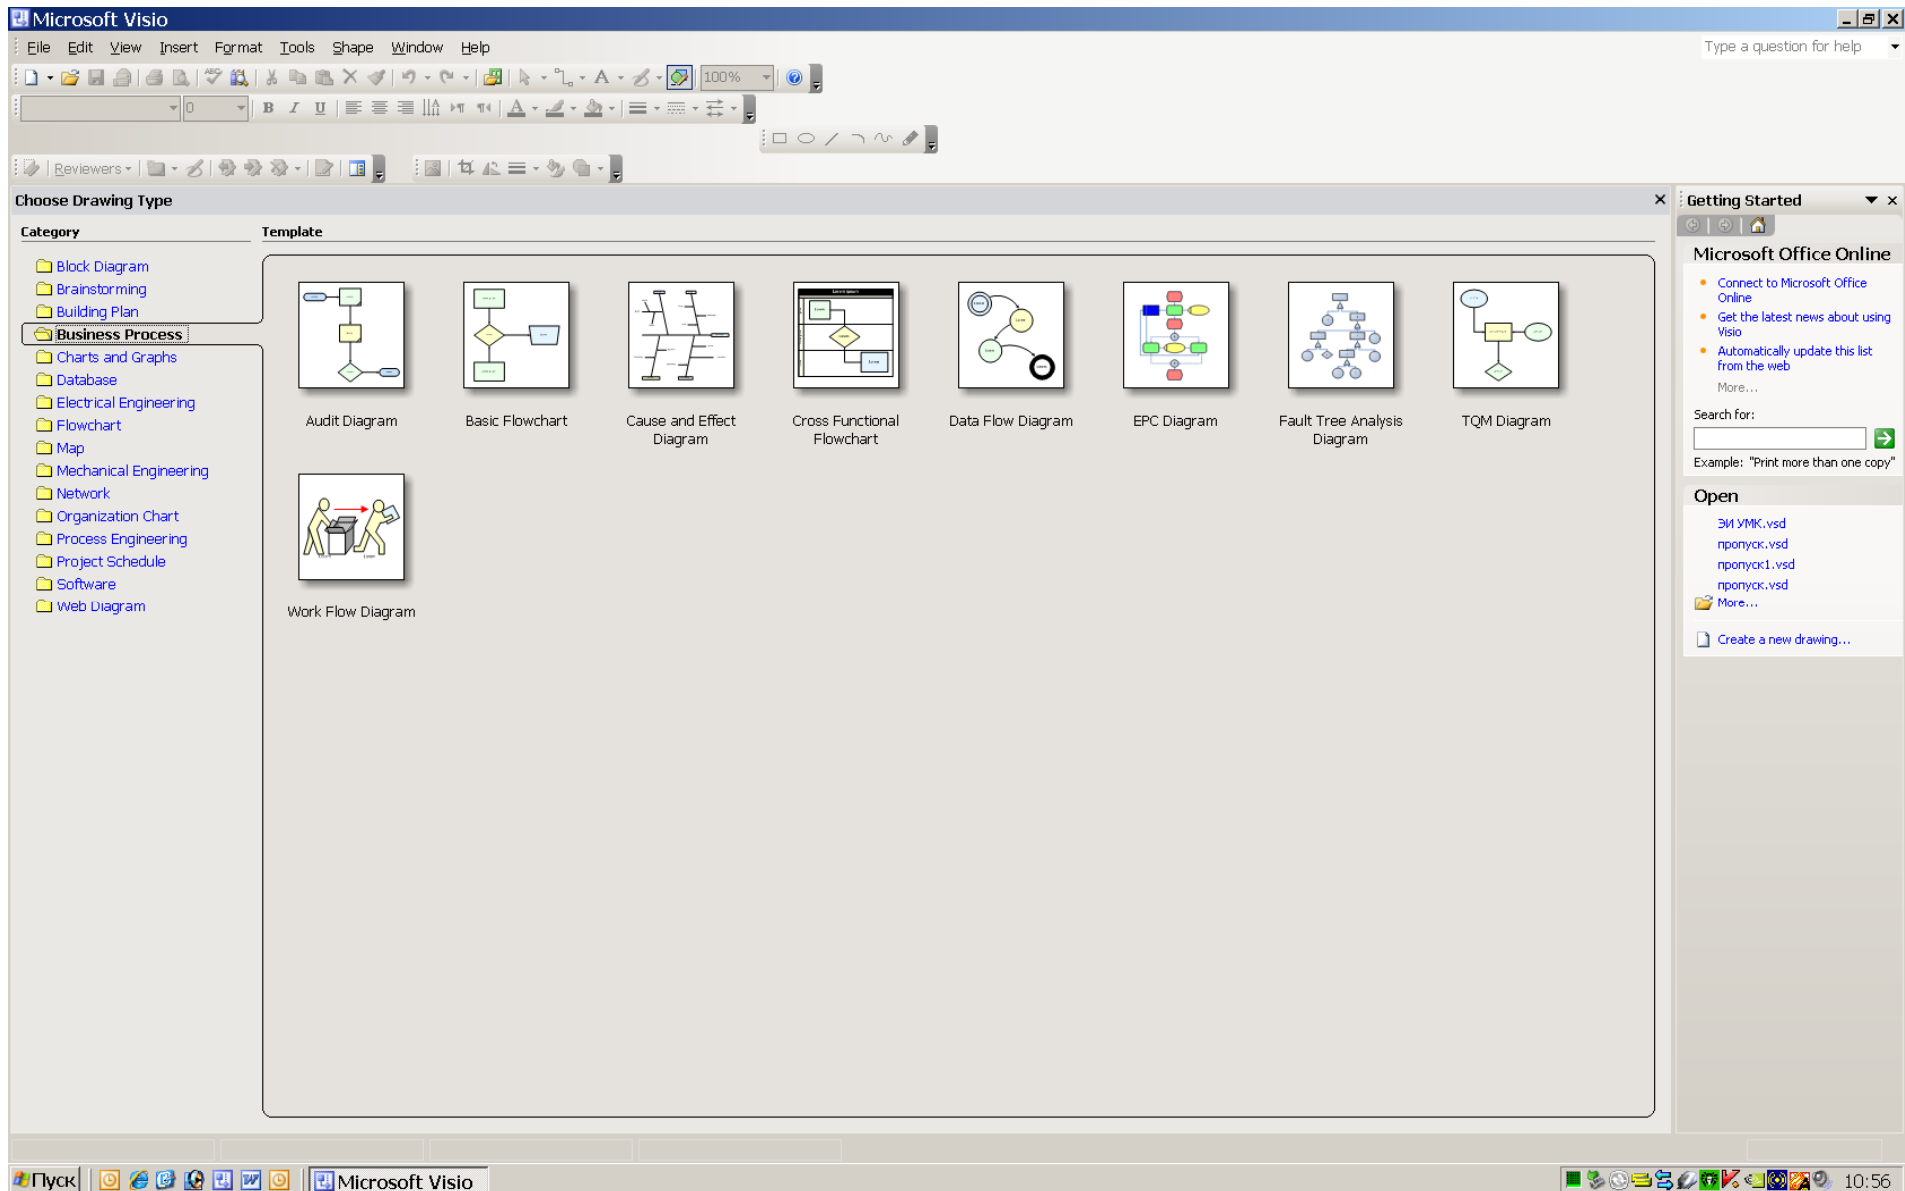 Microsoft Visio
File Edit View Insert Format Tools Shape Window Help
Type a question for help
100%
0
B I U
Reviewers
Choose Drawing Type
Getting Started
Category
Template
Microsoft Office Online
Block Diagram
Brainstorming
Building Plan
Business Process
Charts and Graphs
Database
Electrical Engineering
Flowchart
Map
Mechanical Engineering
Network
Organization Chart
Process Engineering
Project Schedule
Software
Web Diagram
Audit Diagram
Basic Flowchart
Cause and Effect
Diagram
Cross Functional
Flowchart
Data Flow Diagram
EPC Diagram
Fault Tree Analysis
Diagram
TQM Diagram
Work Flow Diagram
Connect to Microsoft Office
Online
Get the latest news about using
Visio
Automatically update this list
from the web
More...
Search for:
Example: "Print more than one copy"
Open
ЭИ УМК.vsd
пропуск.vsd
пропуск1.vsd
пропуск.vsd
More...
Create a new drawing...
Пуск
Microsoft Visio
10:56